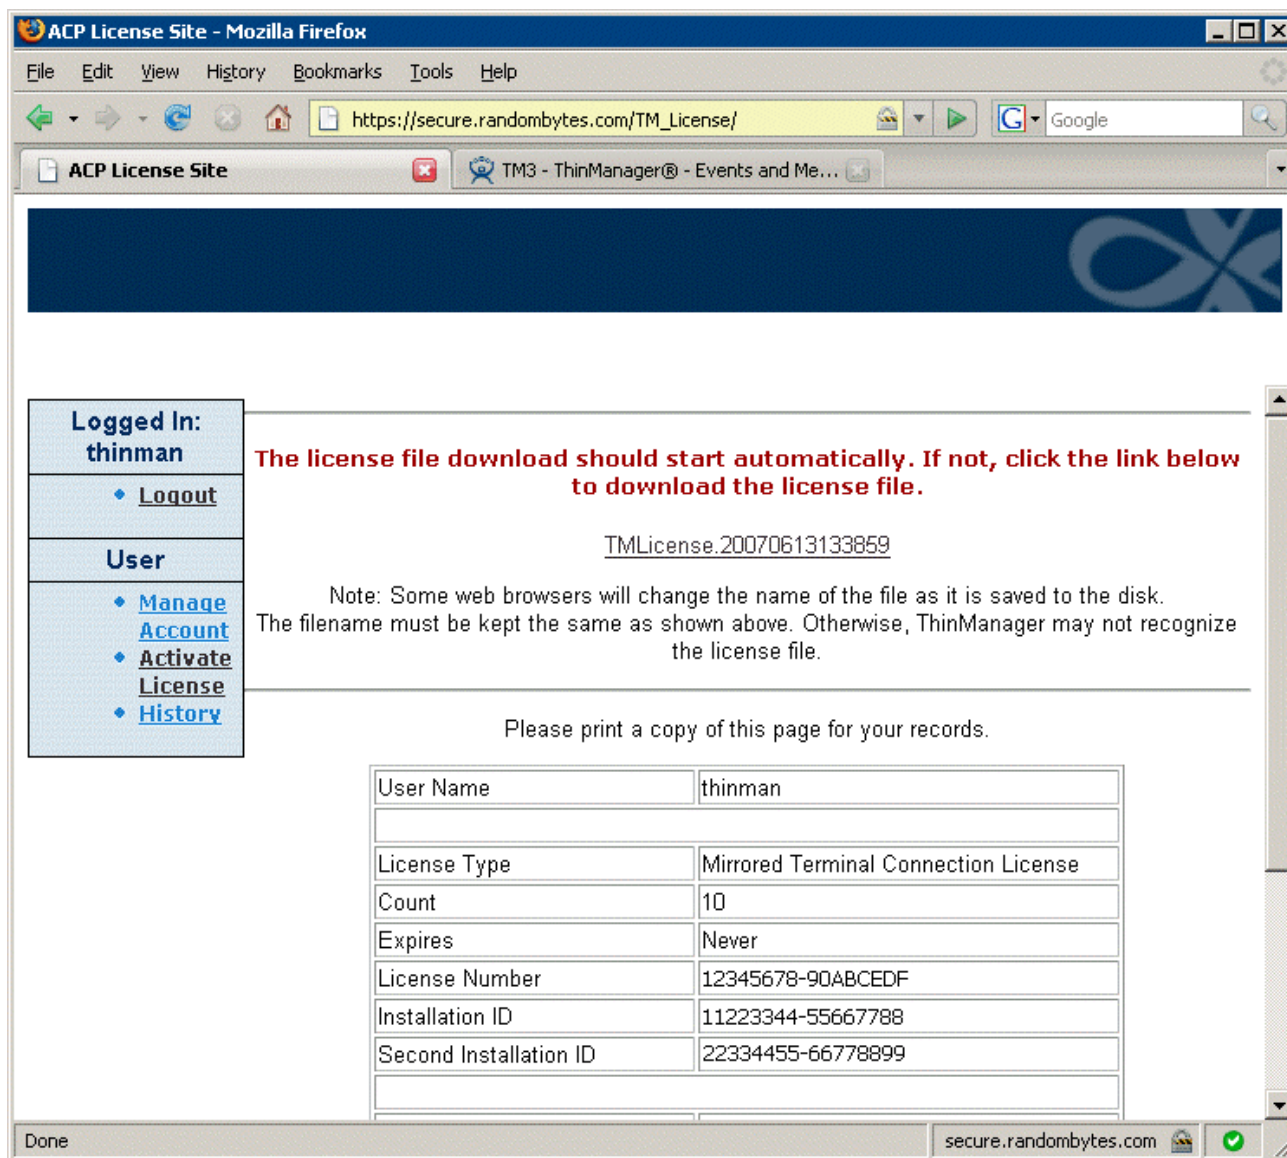 ACP License Site - Mozilla Firefox
File Edit View History Bookmarks Tools Help
https://secure.randombytes.com/TM_License/
G Google
ACP License Site
TM3 - ThinManager® - Events and Me...
Logged In:
thinman
Logout
User
Manage
Account
Activate
License
History
The license file download should start automatically. If not, click the link below
to download the license file.
TMLicense.20070613133859
Note: Some web browsers will change the name of the file as it is saved to the disk.
The filename must be kept the same as shown above. Otherwise, ThinManager may not recognize
the license file.
Please print a copy of this page for your records.
User Name thinman
License Type Mirrored Terminal Connection License
Count 10
Expires Never
License Number 12345678-90ABCEDF
Installation ID 11223344-55667788
Second Installation ID 22334455-66778899
Done secure.randombytes.com